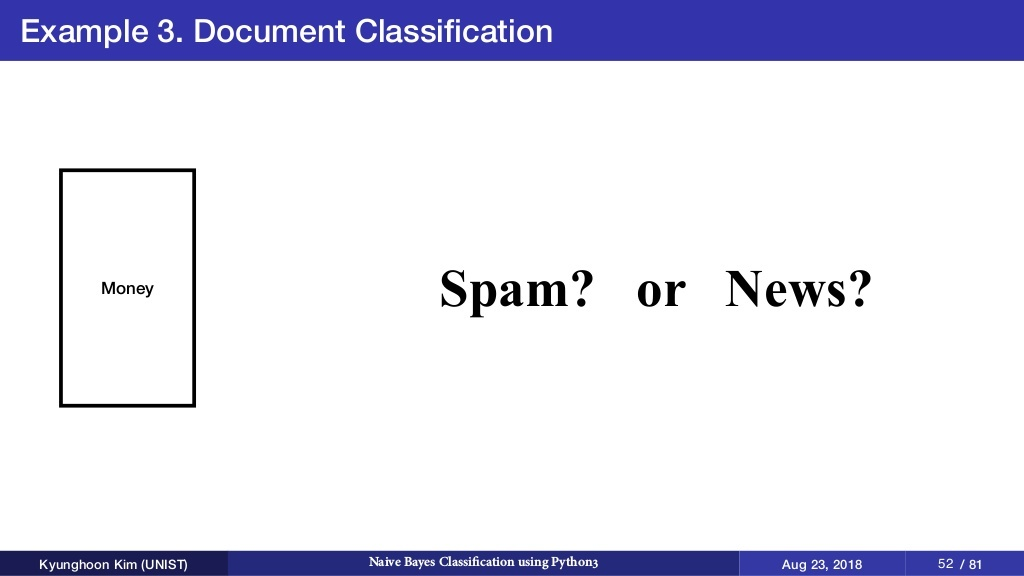 Example 3. Document Classification
Money
Spam? or News?
Kyunghoon Kim (UNIST)
Naive Bayes Classification using Python3
Aug 23, 2018
52 / 81